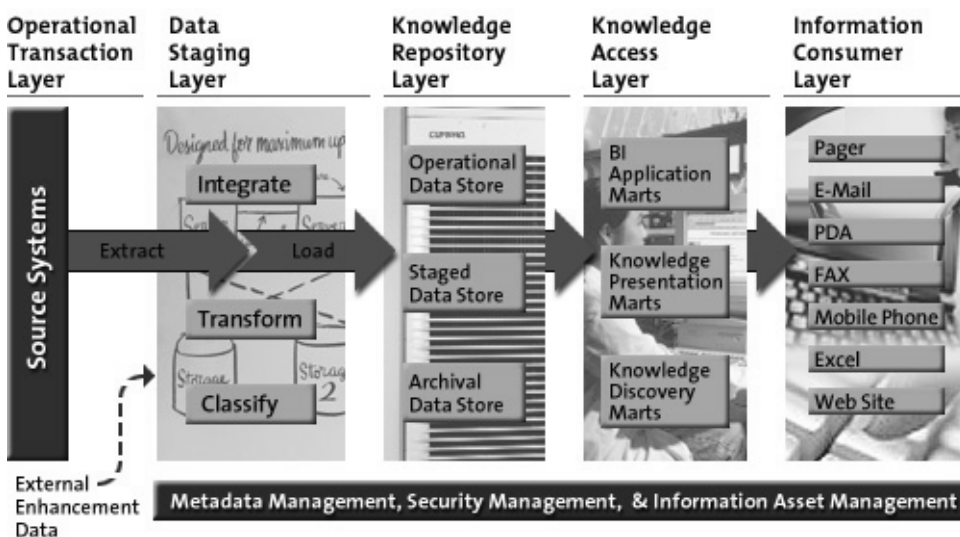 Operational
Transaction
Layer
Data
Staging
Layer
Knowledge
Repository
Layer
Knowledge
Access
Layer
Information
Consumer
Layer
Source Systems
Extract
Load
Designed for maximum up
Integrate
Transform
Classify
Storage
Storage
2
Operational
Data Store
Staged
Data Store
Archival
Data Store
BI
Application
Marts
Knowledge
Presentation
Marts
Knowledge
Discovery
Marts
Pager
E-Mail
PDA
FAX
Mobile Phone
Excel
Web Site
External
Enhancement
Data
Metadata Management, Security Management, & Information Asset Management